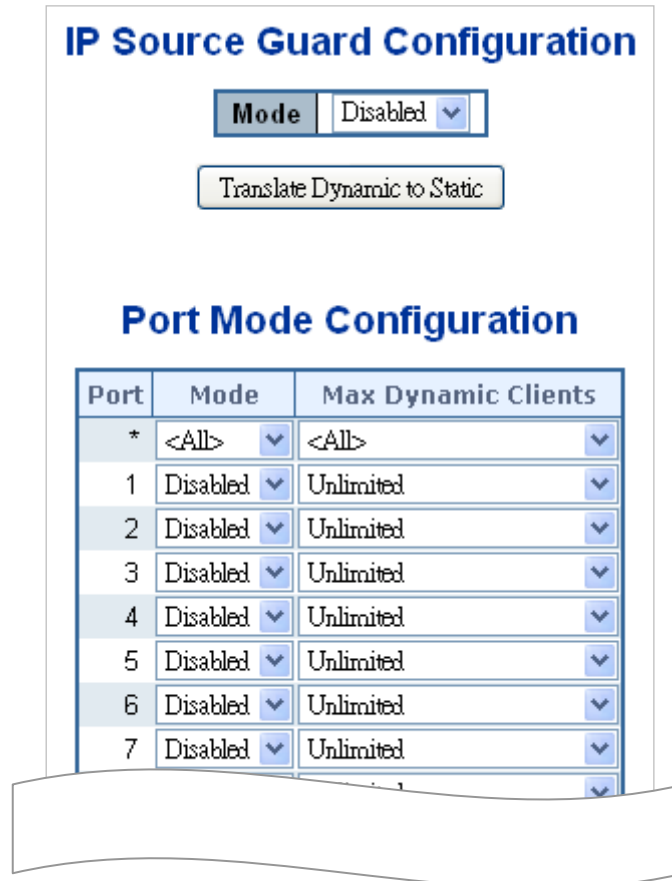 IP Source Guard Configuration
Mode Disabled
Translate Dynamic to Static
Port Mode Configuration
Port Mode Max Dynamic Clients
* <All> <All>
1 Disabled Unlimited
2 Disabled Unlimited
3 Disabled Unlimited
4 Disabled Unlimited
5 Disabled Unlimited
6 Disabled Unlimited
7 Disabled Unlimited